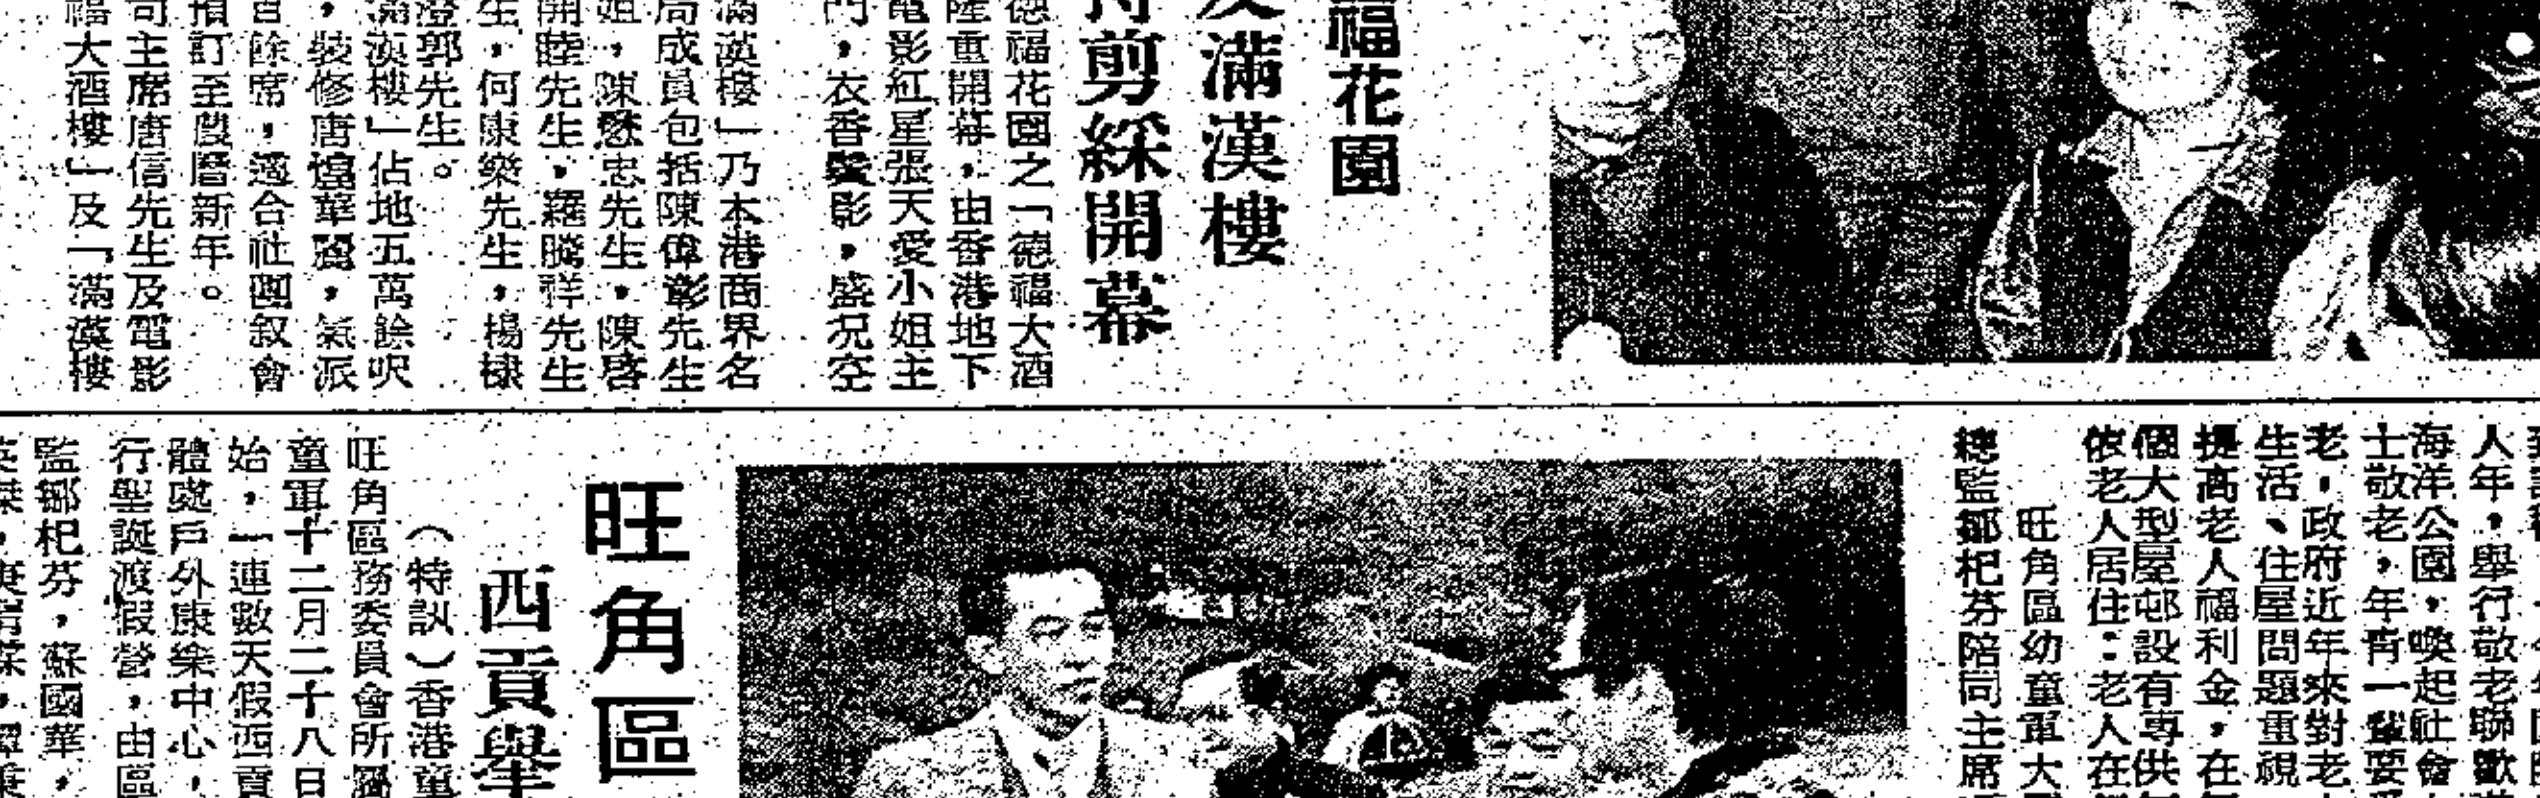 福花園
滿漢樓
剪綵開幕
德福花園之「德福大酒
隆重開幕，由香港地下
電影紅星張天愛小姐主
門，衣香鬢影，盛况空
滿漢樓」乃本港商界名
局成員包括陳偉彰先生
姐，陳懋忠先生，陳啓
開睦先生，羅騰祥先生
生，何康樂先生，楊棣
澄郭先生。
滿漢樓」佔地五萬餘呎
，裝修唐煌華麗，氣派
百餘席，適合社團叙會
預訂至農曆新年。
司主席唐信先生及電影
福大酒樓」及「滿漢樓
人年，舉行敬老聯歡
海洋公園，喚起社會
士敬老，年靑一輩要
老，政府近年來對老
生活、住屋問題重視
提高老人福利金，在
個大型屋邨設有專供
依老人居住：老人在
旺角區幼童軍大
總監鄒杞芬陪同主席
旺角區
西貢舉
（特訊）香港童
旺角區務委員會所屬
童軍十二月二十八日
始，一連數天假西貢
體處戶外康樂中心，
行聖誕渡假營，由區
監鄒杞芬，蘇國華，